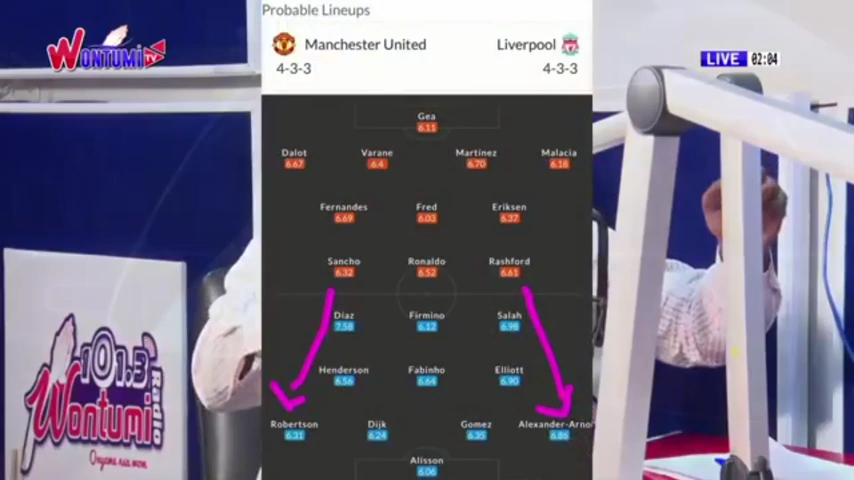 Probable Lineups
WONTUMI TV
Manchester United
Liverpool
LIVE 02:04
4-3-3
4-3-3
Gea
6.11
Dalot
Varane
Martínez
Malacia
6.67
6.4
6.70
6.18
Fernandes
Fred
Eriksen
6.69
6.03
6.37
Sancho
Ronaldo
Rashford
6.32
6.52
6.61
Díaz
Firmino
Salah
7.58
6.12
6.98
101.3
Radio
Wontumi
Henderson
Fabinho
Elliott
6.56
6.64
6.90
Robertson
Dijk
Gomez
Alexander-Arno
6.31
6.24
6.35
6.86
Alisson
6.06